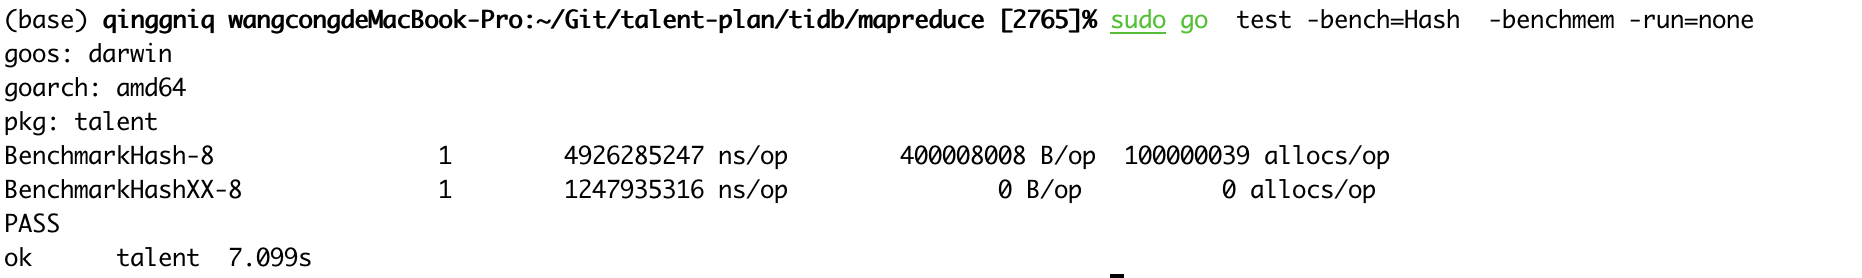 (base) qinggniq wangcongdeMacBook-Pro:~/Git/talent-plan/tidb/mapreduce [2765]% sudo go  test -bench=Hash  -benchmem -run=none
goos: darwin
goarch: amd64
pkg: talent
BenchmarkHash-8                1        4926285247 ns/op        400008008 B/op  100000039 allocs/op
BenchmarkHashXX-8              1        1247935316 ns/op               0 B/op          0 allocs/op
PASS
ok      talent  7.099s